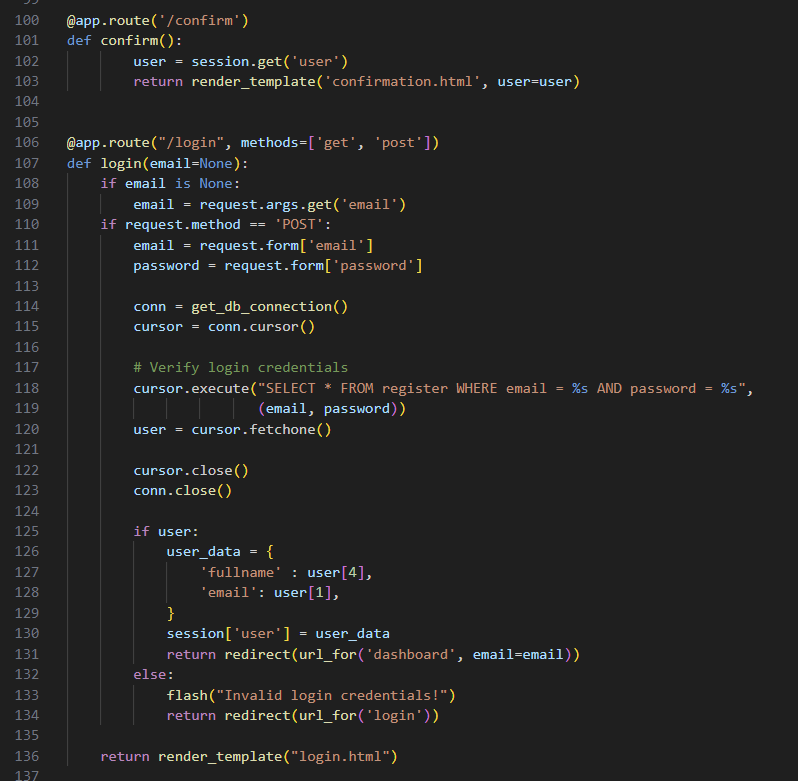 99
100 @app.route('/confirm')
101 def confirm():
102         user = session.get('user')
103         return render_template('confirmation.html', user=user)
104
105
106 @app.route("/login", methods=['get', 'post'])
107 def login(email=None):
108     if email is None:
109         email = request.args.get('email')
110     if request.method == 'POST':
111         email = request.form['email']
112         password = request.form['password']
113
114         conn = get_db_connection()
115         cursor = conn.cursor()
116
117         # Verify login credentials
118         cursor.execute("SELECT * FROM register WHERE email = %s AND password = %s",
119                        (email, password))
120         user = cursor.fetchone()
121
122         cursor.close()
123         conn.close()
124
125         if user:
126             user_data = {
127                 'fullname' : user[4],
128                 'email': user[1],
129             }
130             session['user'] = user_data
131             return redirect(url_for('dashboard', email=email))
132         else:
133             flash("Invalid login credentials!")
134             return redirect(url_for('login'))
135
136     return render_template("login.html")
137